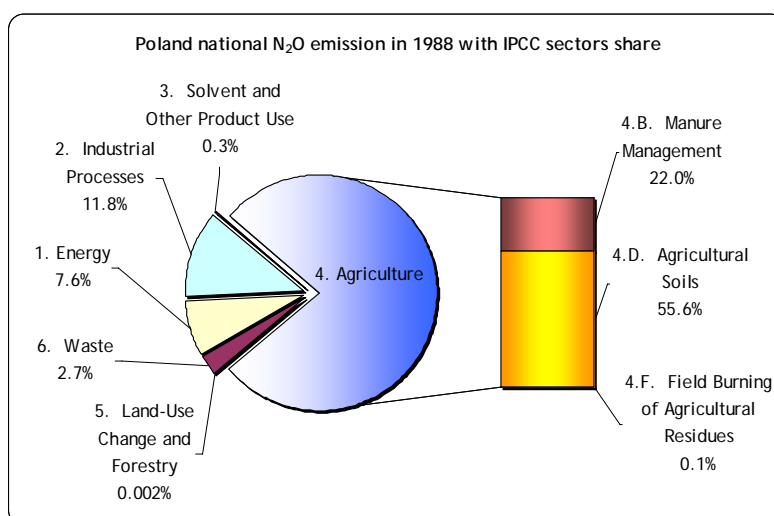 Poland national N₂O emission in 1988 with IPCC sectors share
3. Solvent and
Other Product Use
0.3%
2. Industrial
Processes
11.8%
1. Energy
7.6%
6. Waste
2.7%
5. Land-Use
Change and
Forestry
0.002%
4. Agriculture
4.B. Manure
Management
22.0%
4.D. Agricultural
Soils
55.6%
4.F. Field Burning
of Agricultural
Residues
0.1%